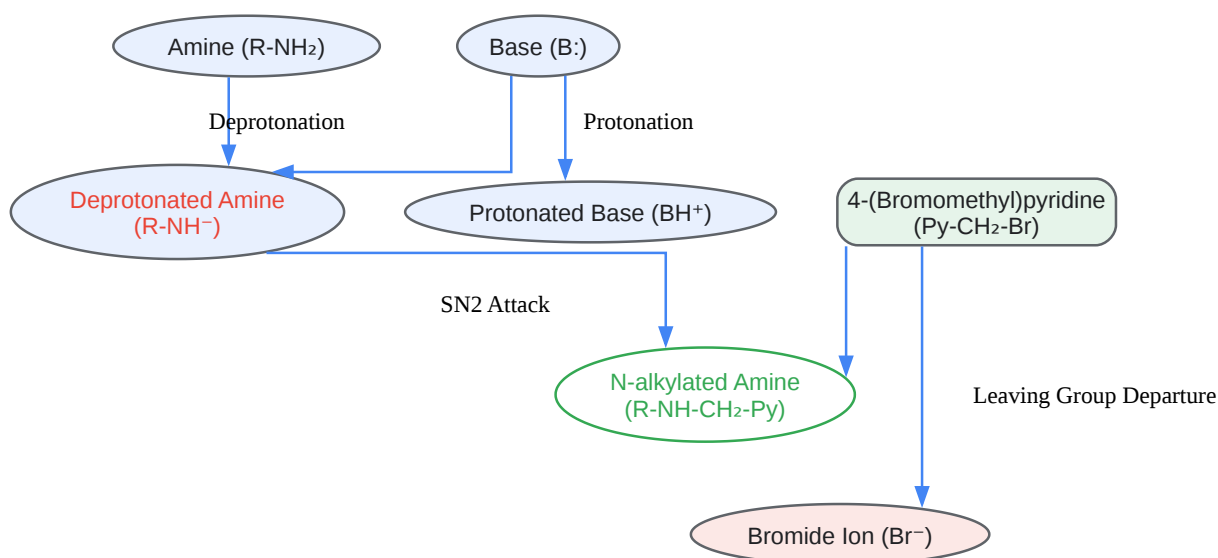 Amine (R-NH₂)
Base (B:)
Deprotonation
Protonation
Deprotonated Amine
(R-NH⁻)
Protonated Base (BH⁺)
4-(Bromomethyl)pyridine
(Py-CH₂-Br)
SN2 Attack
N-alkylated Amine
(R-NH-CH₂-Py)
Leaving Group Departure
Bromide Ion (Br⁻)